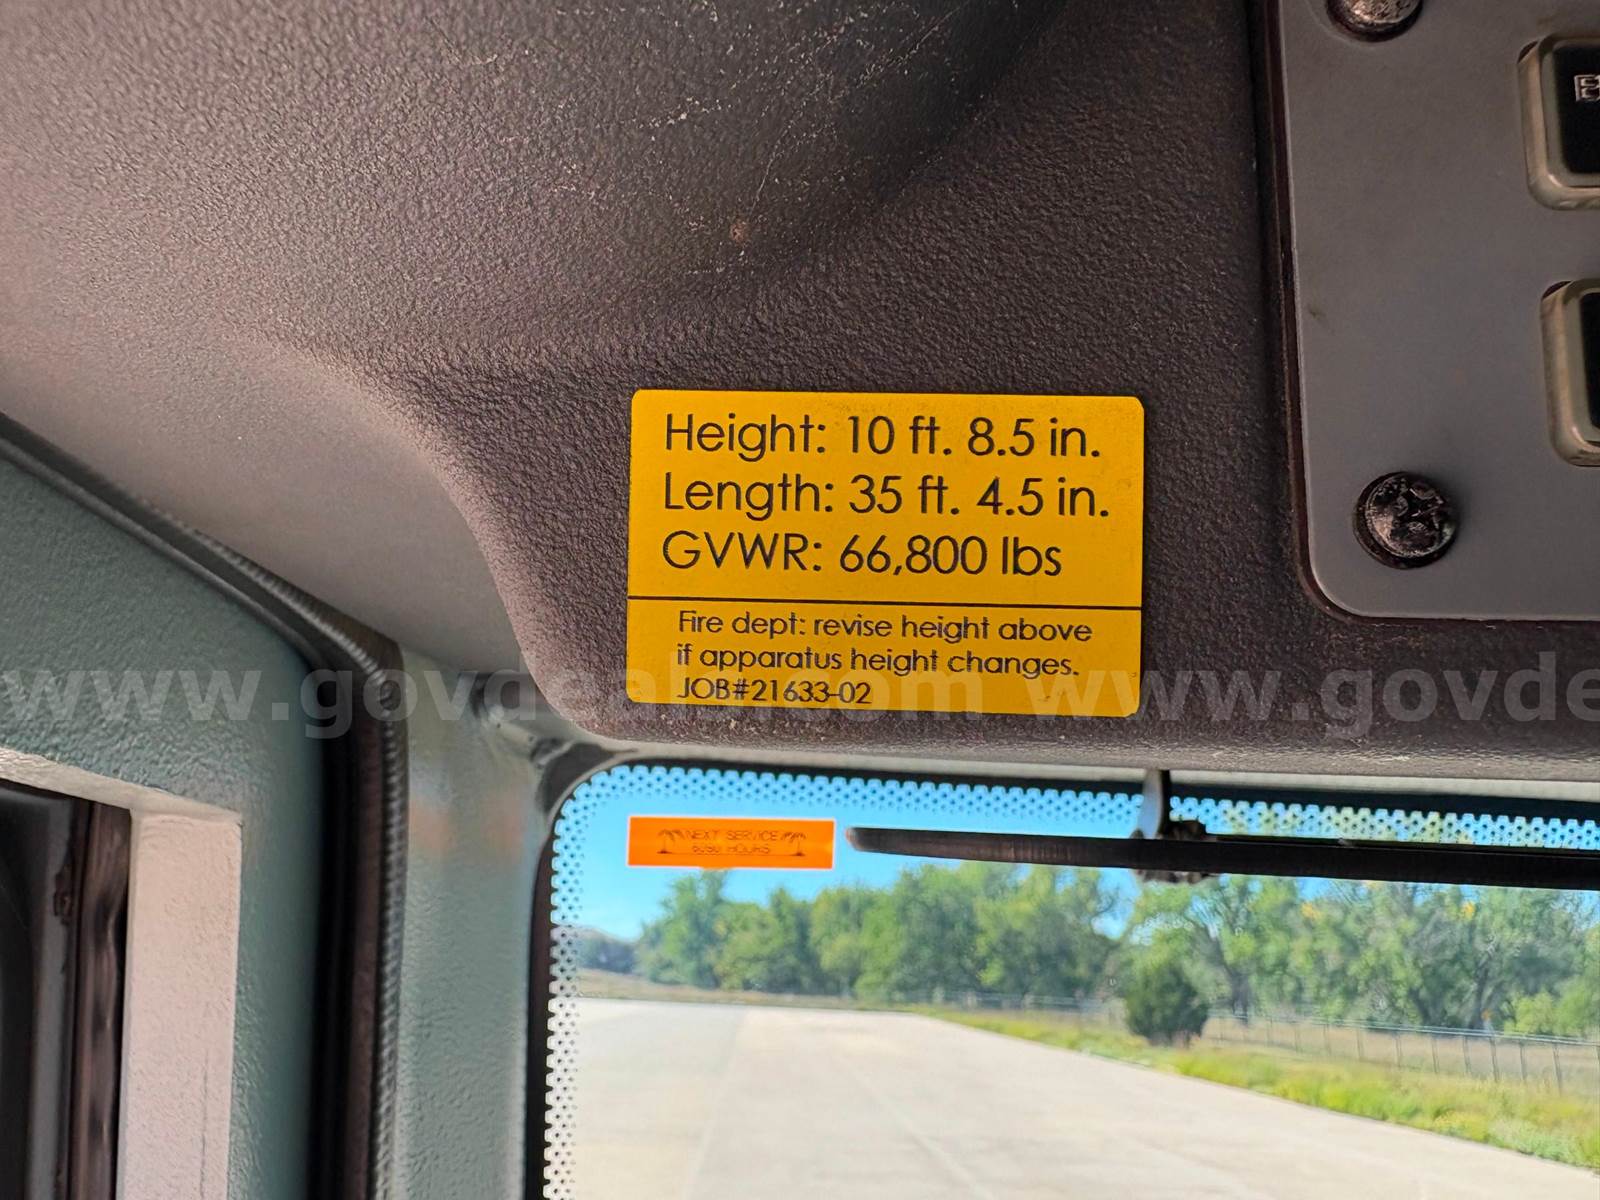 Height: 10 ft. 8.5 in.
Length: 35 ft. 4.5 in.
GVWR: 66,800 lbs
Fire dept: revise height above
if apparatus height changes.
JOB#21633-02
www.govdeals.com www.govde
NEXT SERVICE
HOURS